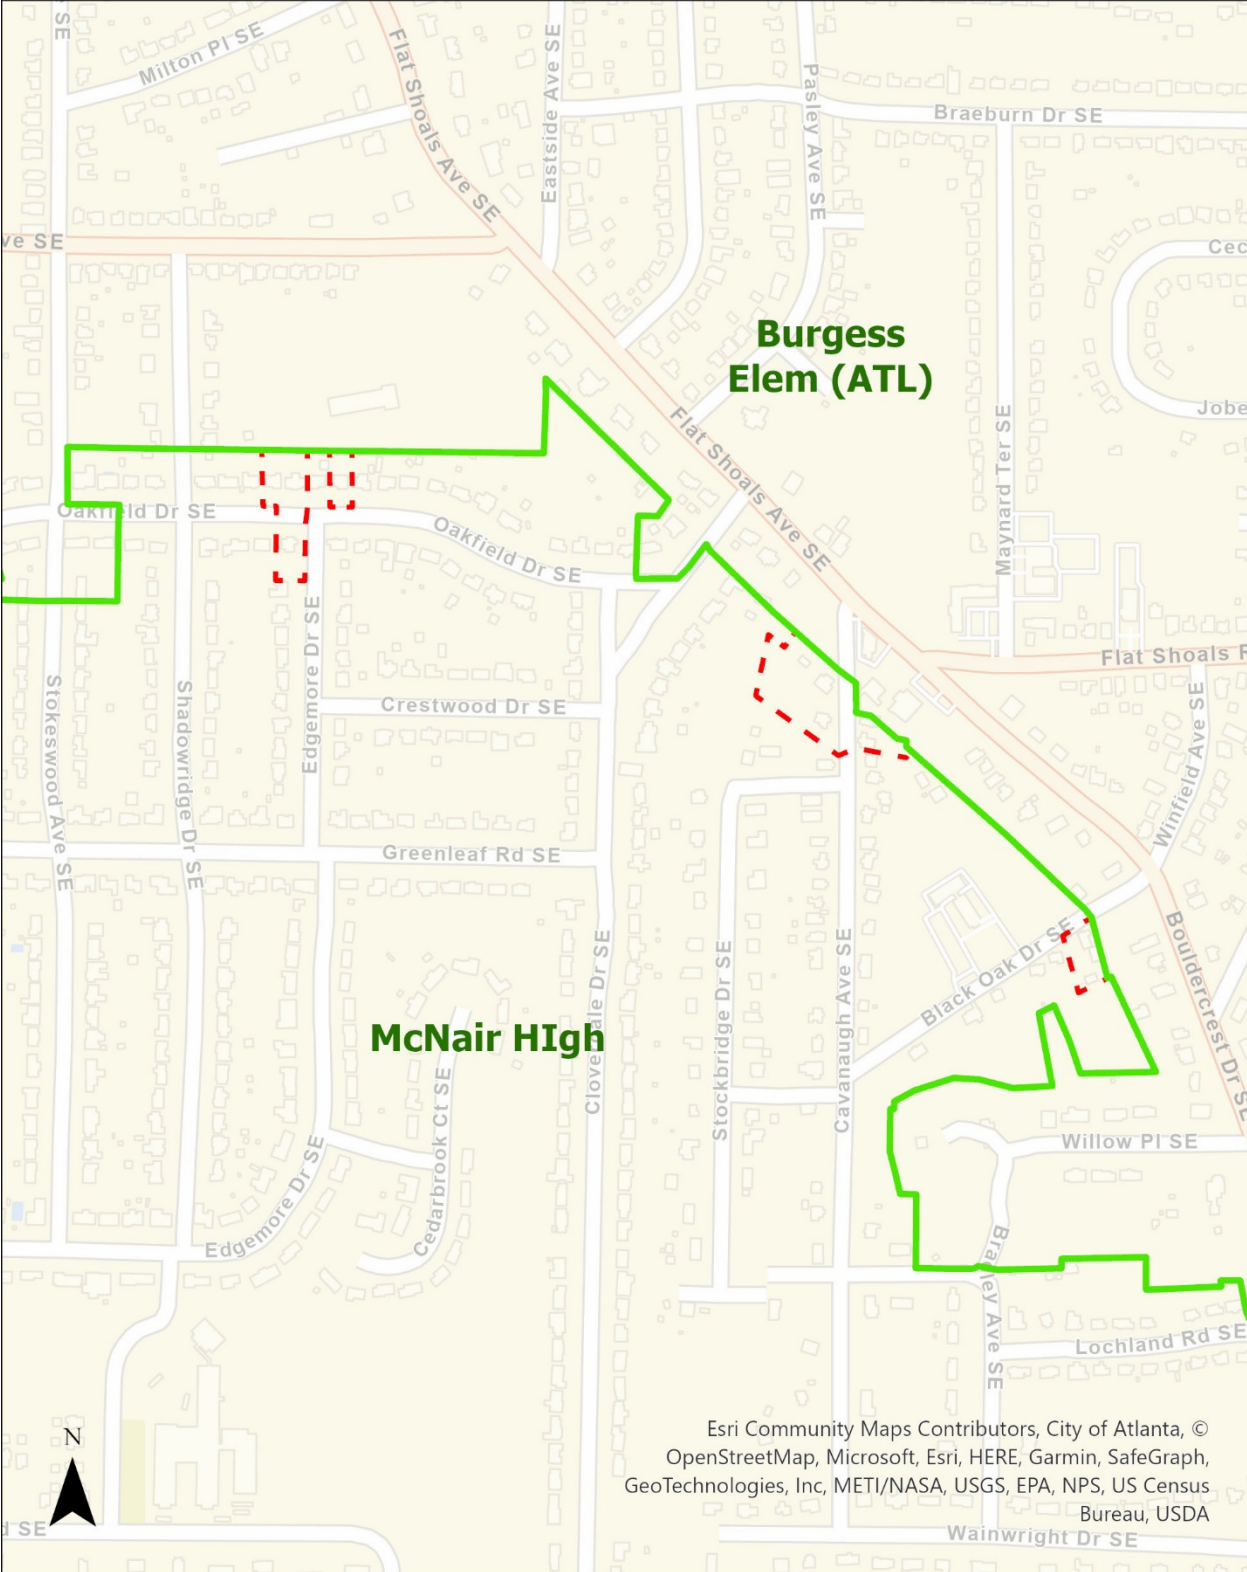 SE
Milton Pl SE
Flat Shoals Ave SE
Eastside Ave SE
Pasley Ave SE
Braeburn Dr SE
ve SE
Cec
Burgess
Elem (ATL)
Jobe
Flat Shoals Ave SE
Maynard Ter SE
Oakfield Dr SE
Oakfield Dr SE
Flat Shoals R
Edgemore Dr SE
Crestwood Dr SE
Stokeswood Ave SE
Shadowridge Dr SE
Winfield Ave SE
Greenleaf Rd SE
Black Oak Dr SE
Bouldercrest Dr SE
McNair HIgh
Cloverdale Dr SE
Stockbridge Dr SE
Cavanaugh Ave SE
Cedarbrook Ct SE
Willow Pl SE
Edgemore Dr SE
Bradley Ave SE
Lochland Rd SE
N
Esri Community Maps Contributors, City of Atlanta, ©
OpenStreetMap, Microsoft, Esri, HERE, Garmin, SafeGraph,
GeoTechnologies, Inc, METI/NASA, USGS, EPA, NPS, US Census
Bureau, USDA
d SE
Wainwright Dr SE